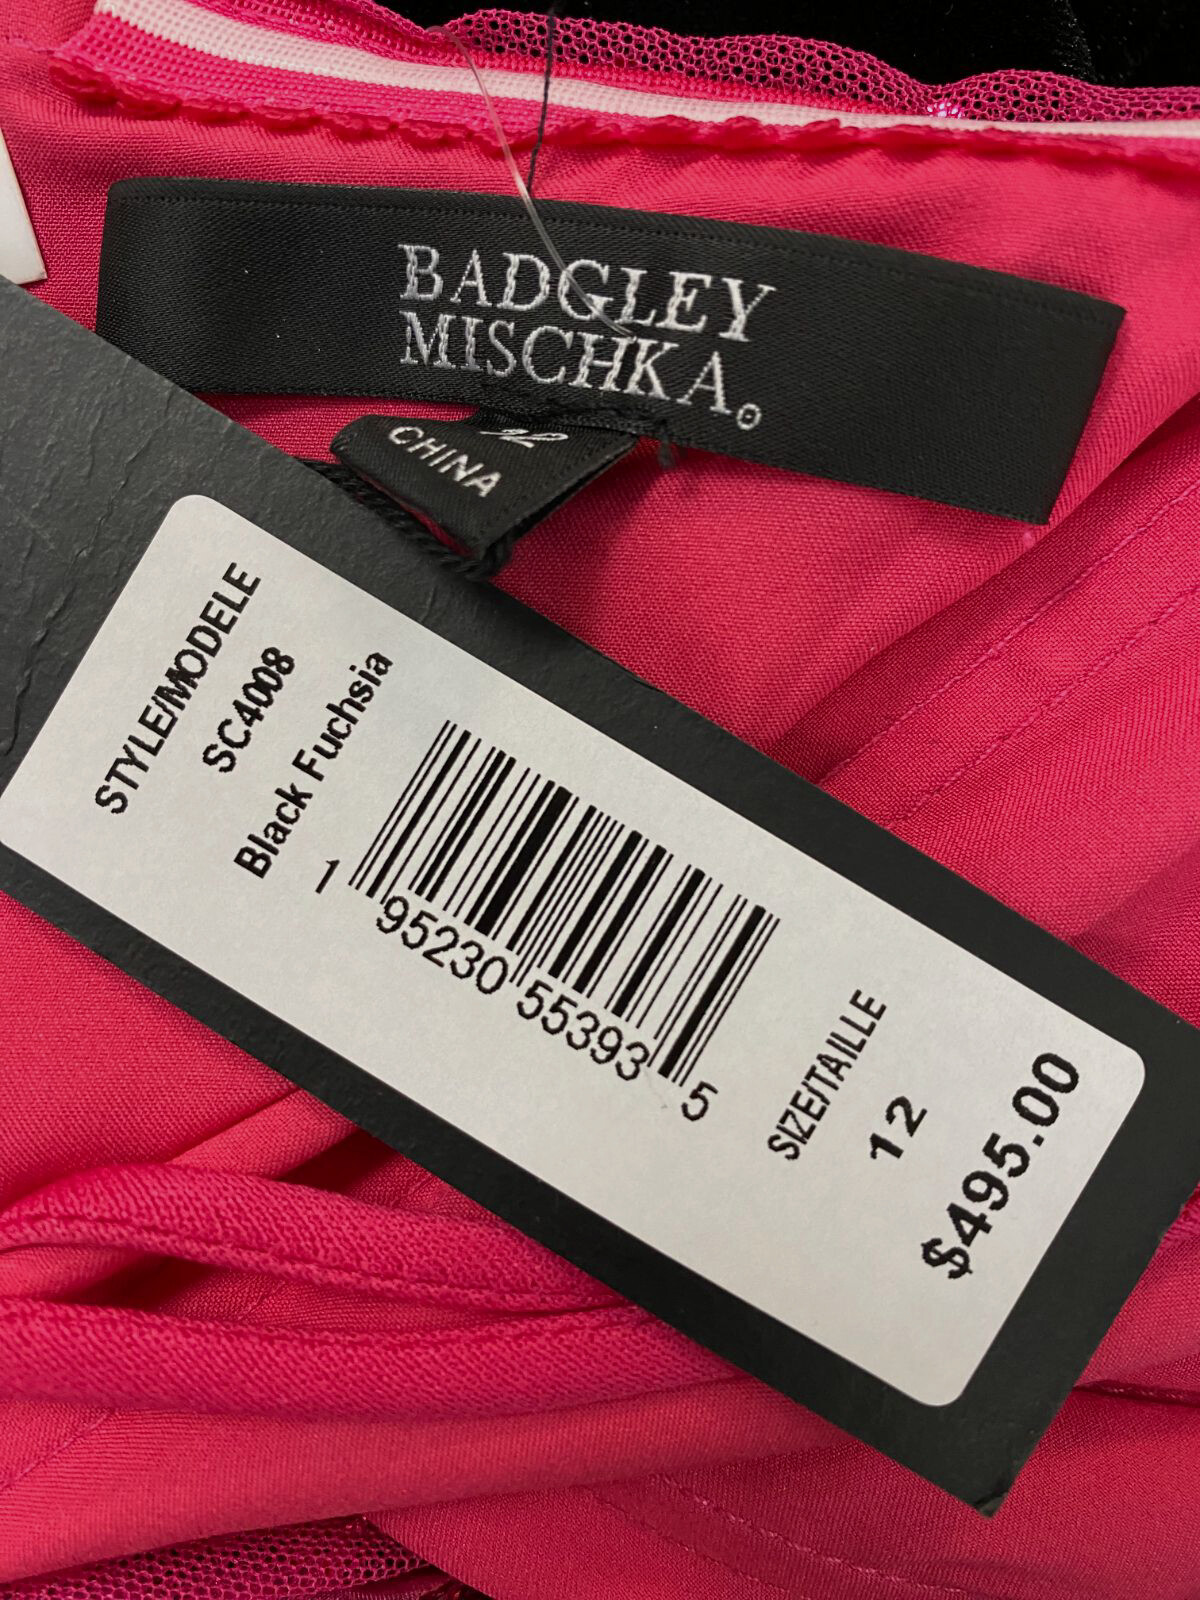 BADGLEY
MISCHKA®
12
CHINA
STYLE/MODELE
SC4008
Black Fuchsia
1 95230 55393 5
SIZE/TAILLE
12
$495.00